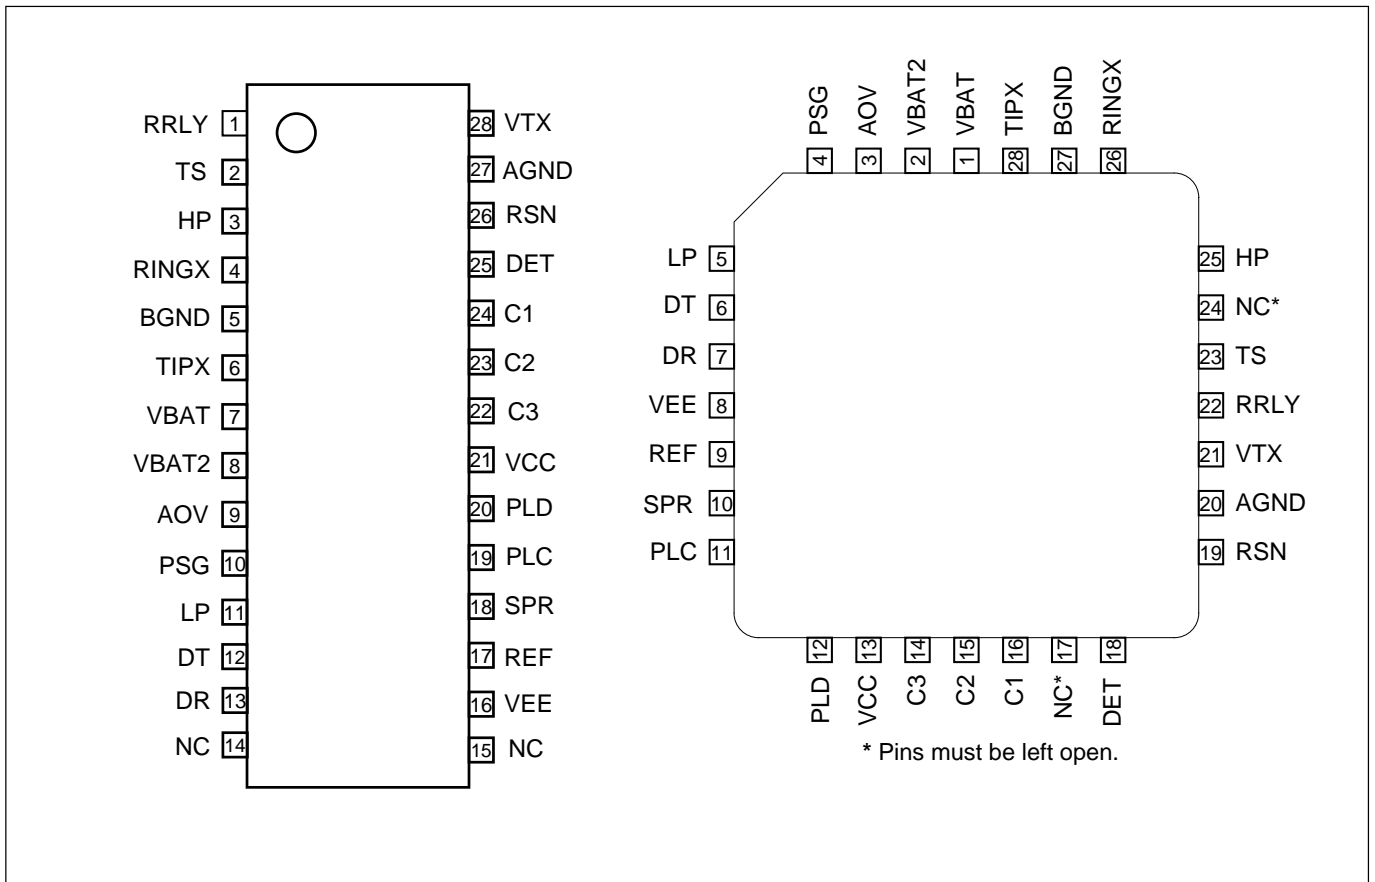 RRLY 1
TS 2
HP 3
RINGX 4
BGND 5
TIPX 6
VBAT 7
VBAT2 8
AOV 9
PSG 10
LP 11
DT 12
DR 13
NC 14
28 VTX
27 AGND
26 RSN
25 DET
24 C1
23 C2
22 C3
21 VCC
20 PLD
19 PLC
18 SPR
17 REF
16 VEE
15 NC
PSG 4
AOV 3
VBAT2 2
VBAT 1
TIPX 28
BGND 27
RINGX 26
LP 5
DT 6
DR 7
VEE 8
REF 9
SPR 10
PLC 11
25 HP
24 NC*
23 TS
22 RRLY
21 VTX
20 AGND
19 RSN
PLD 12
VCC 13
C3 14
C2 15
C1 16
NC* 17
DET 18
* Pins must be left open.